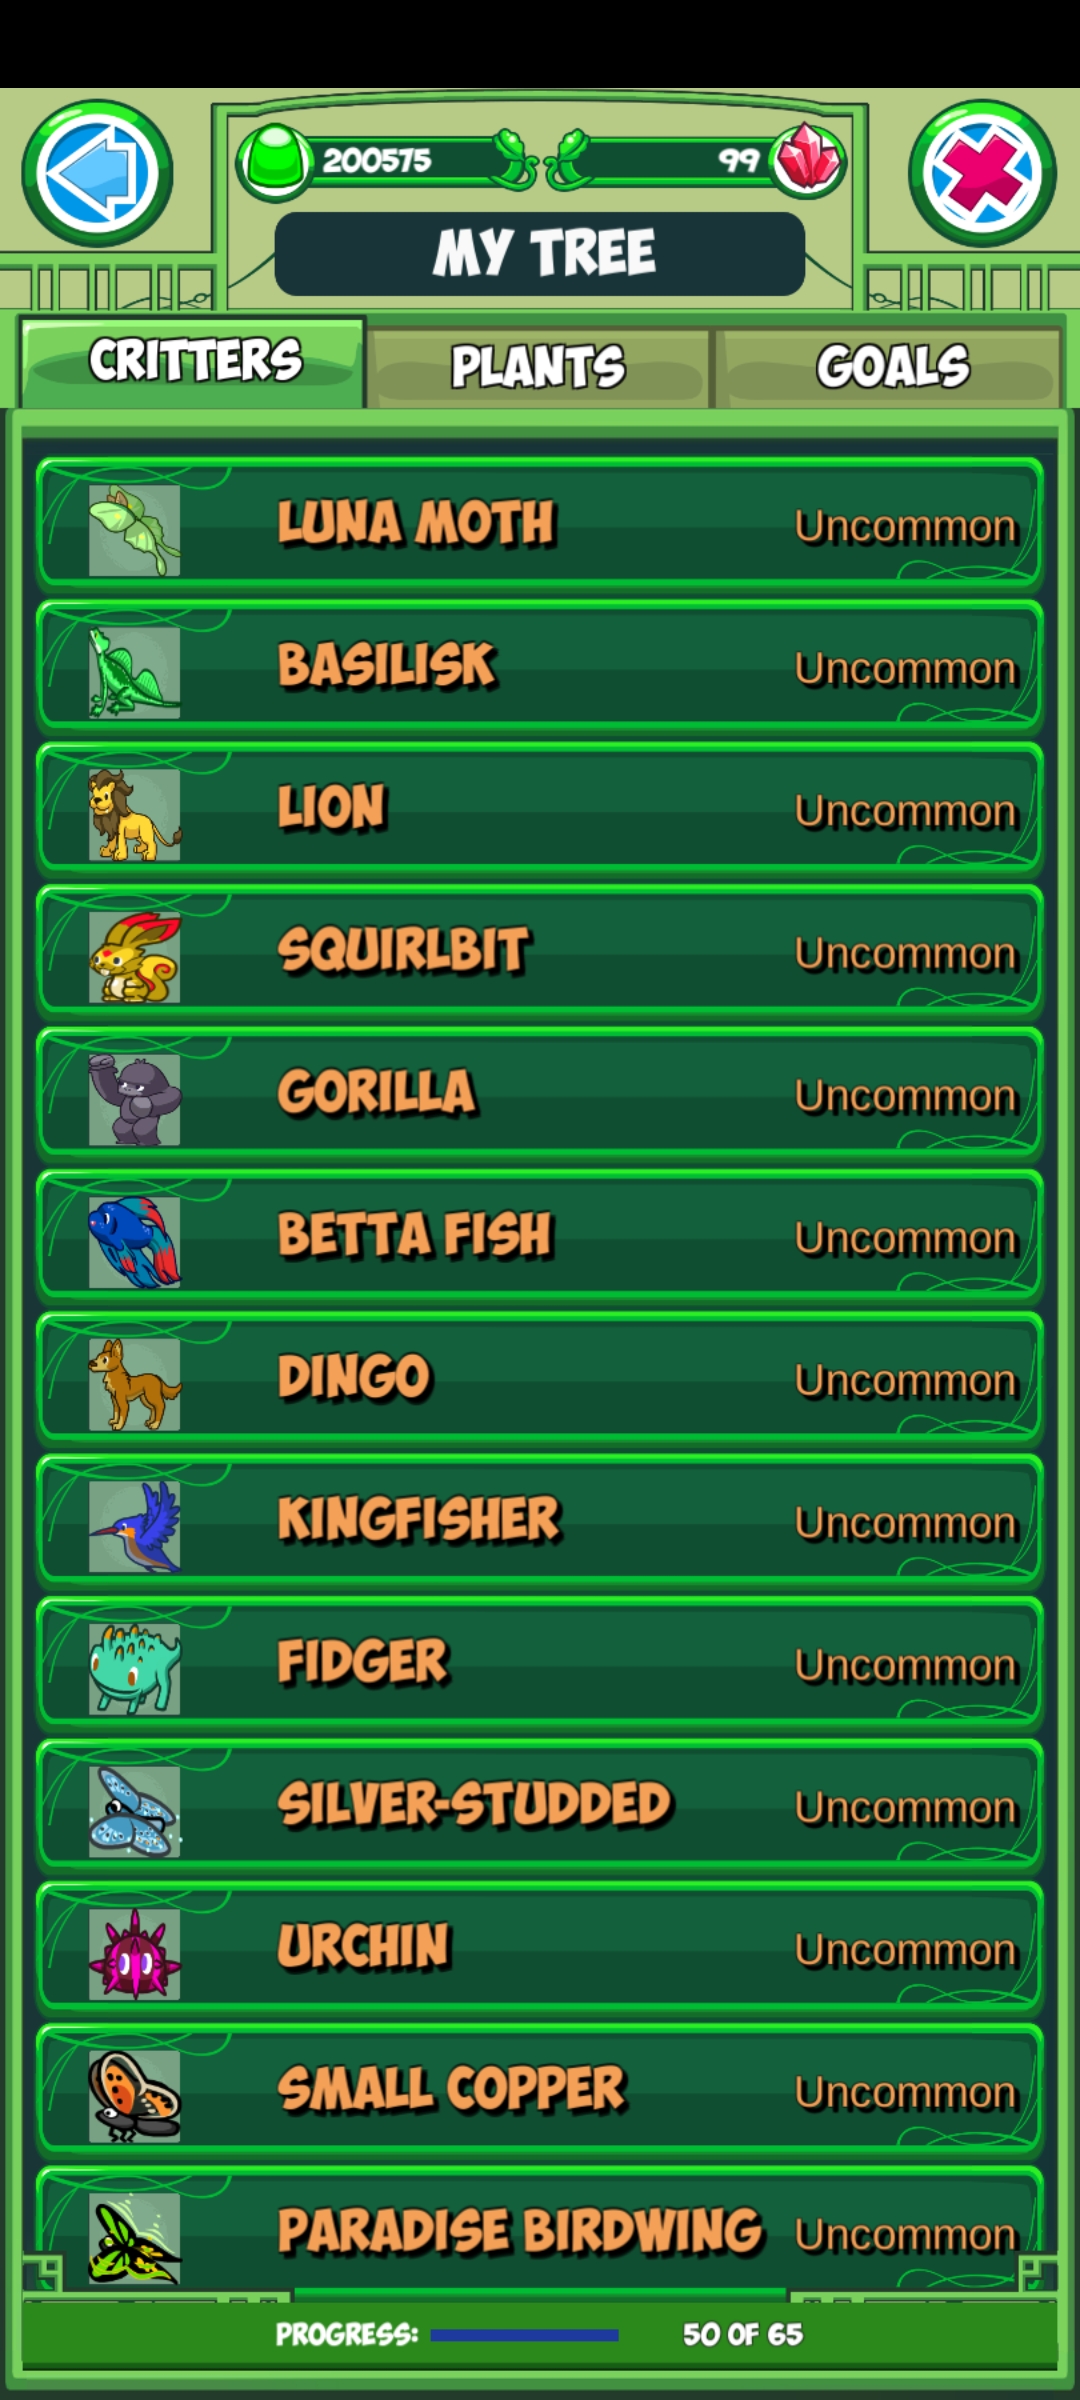 200575
99
MY TREE
CRITTERS
PLANTS
GOALS
LUNA MOTH Uncommon
BASILISK Uncommon
LION Uncommon
SQUIRLBIT Uncommon
GORILLA Uncommon
BETTA FISH Uncommon
DINGO Uncommon
KINGFISHER Uncommon
FIDGER Uncommon
SILVER-STUDDED Uncommon
URCHIN Uncommon
SMALL COPPER Uncommon
PARADISE BIRDWING Uncommon
PROGRESS: 50 OF 65